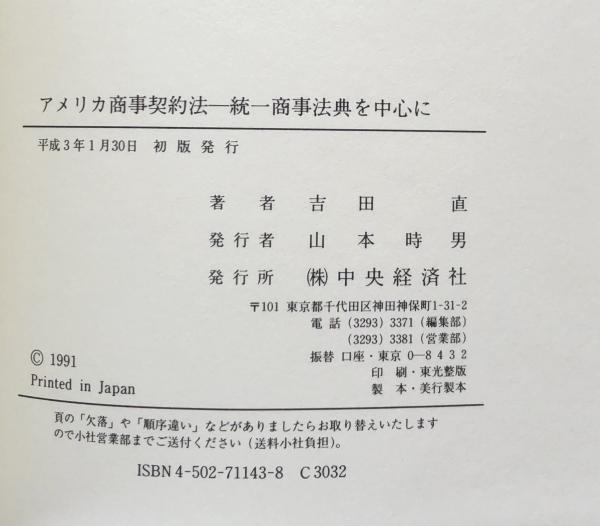 アメリカ商事契約法―統一商事法典を中心に
平成3年1月30日 初版発行
著者 吉田 直
発行者 山本時男
発行所 ㈱中央経済社
〒101 東京都千代田区神田神保町1-31-2
電話 (3293) 3371 (編集部)
(3293) 3381 (営業部)
振替 口座・東京 0-8432
印刷・東光整版
製本・美行製本
© 1991
Printed in Japan
頁の「欠落」や「順序違い」などがありましたらお取り替えいたします
ので小社営業部までご送付ください(送料小社負担)。
ISBN4-502-71143-8 C3032